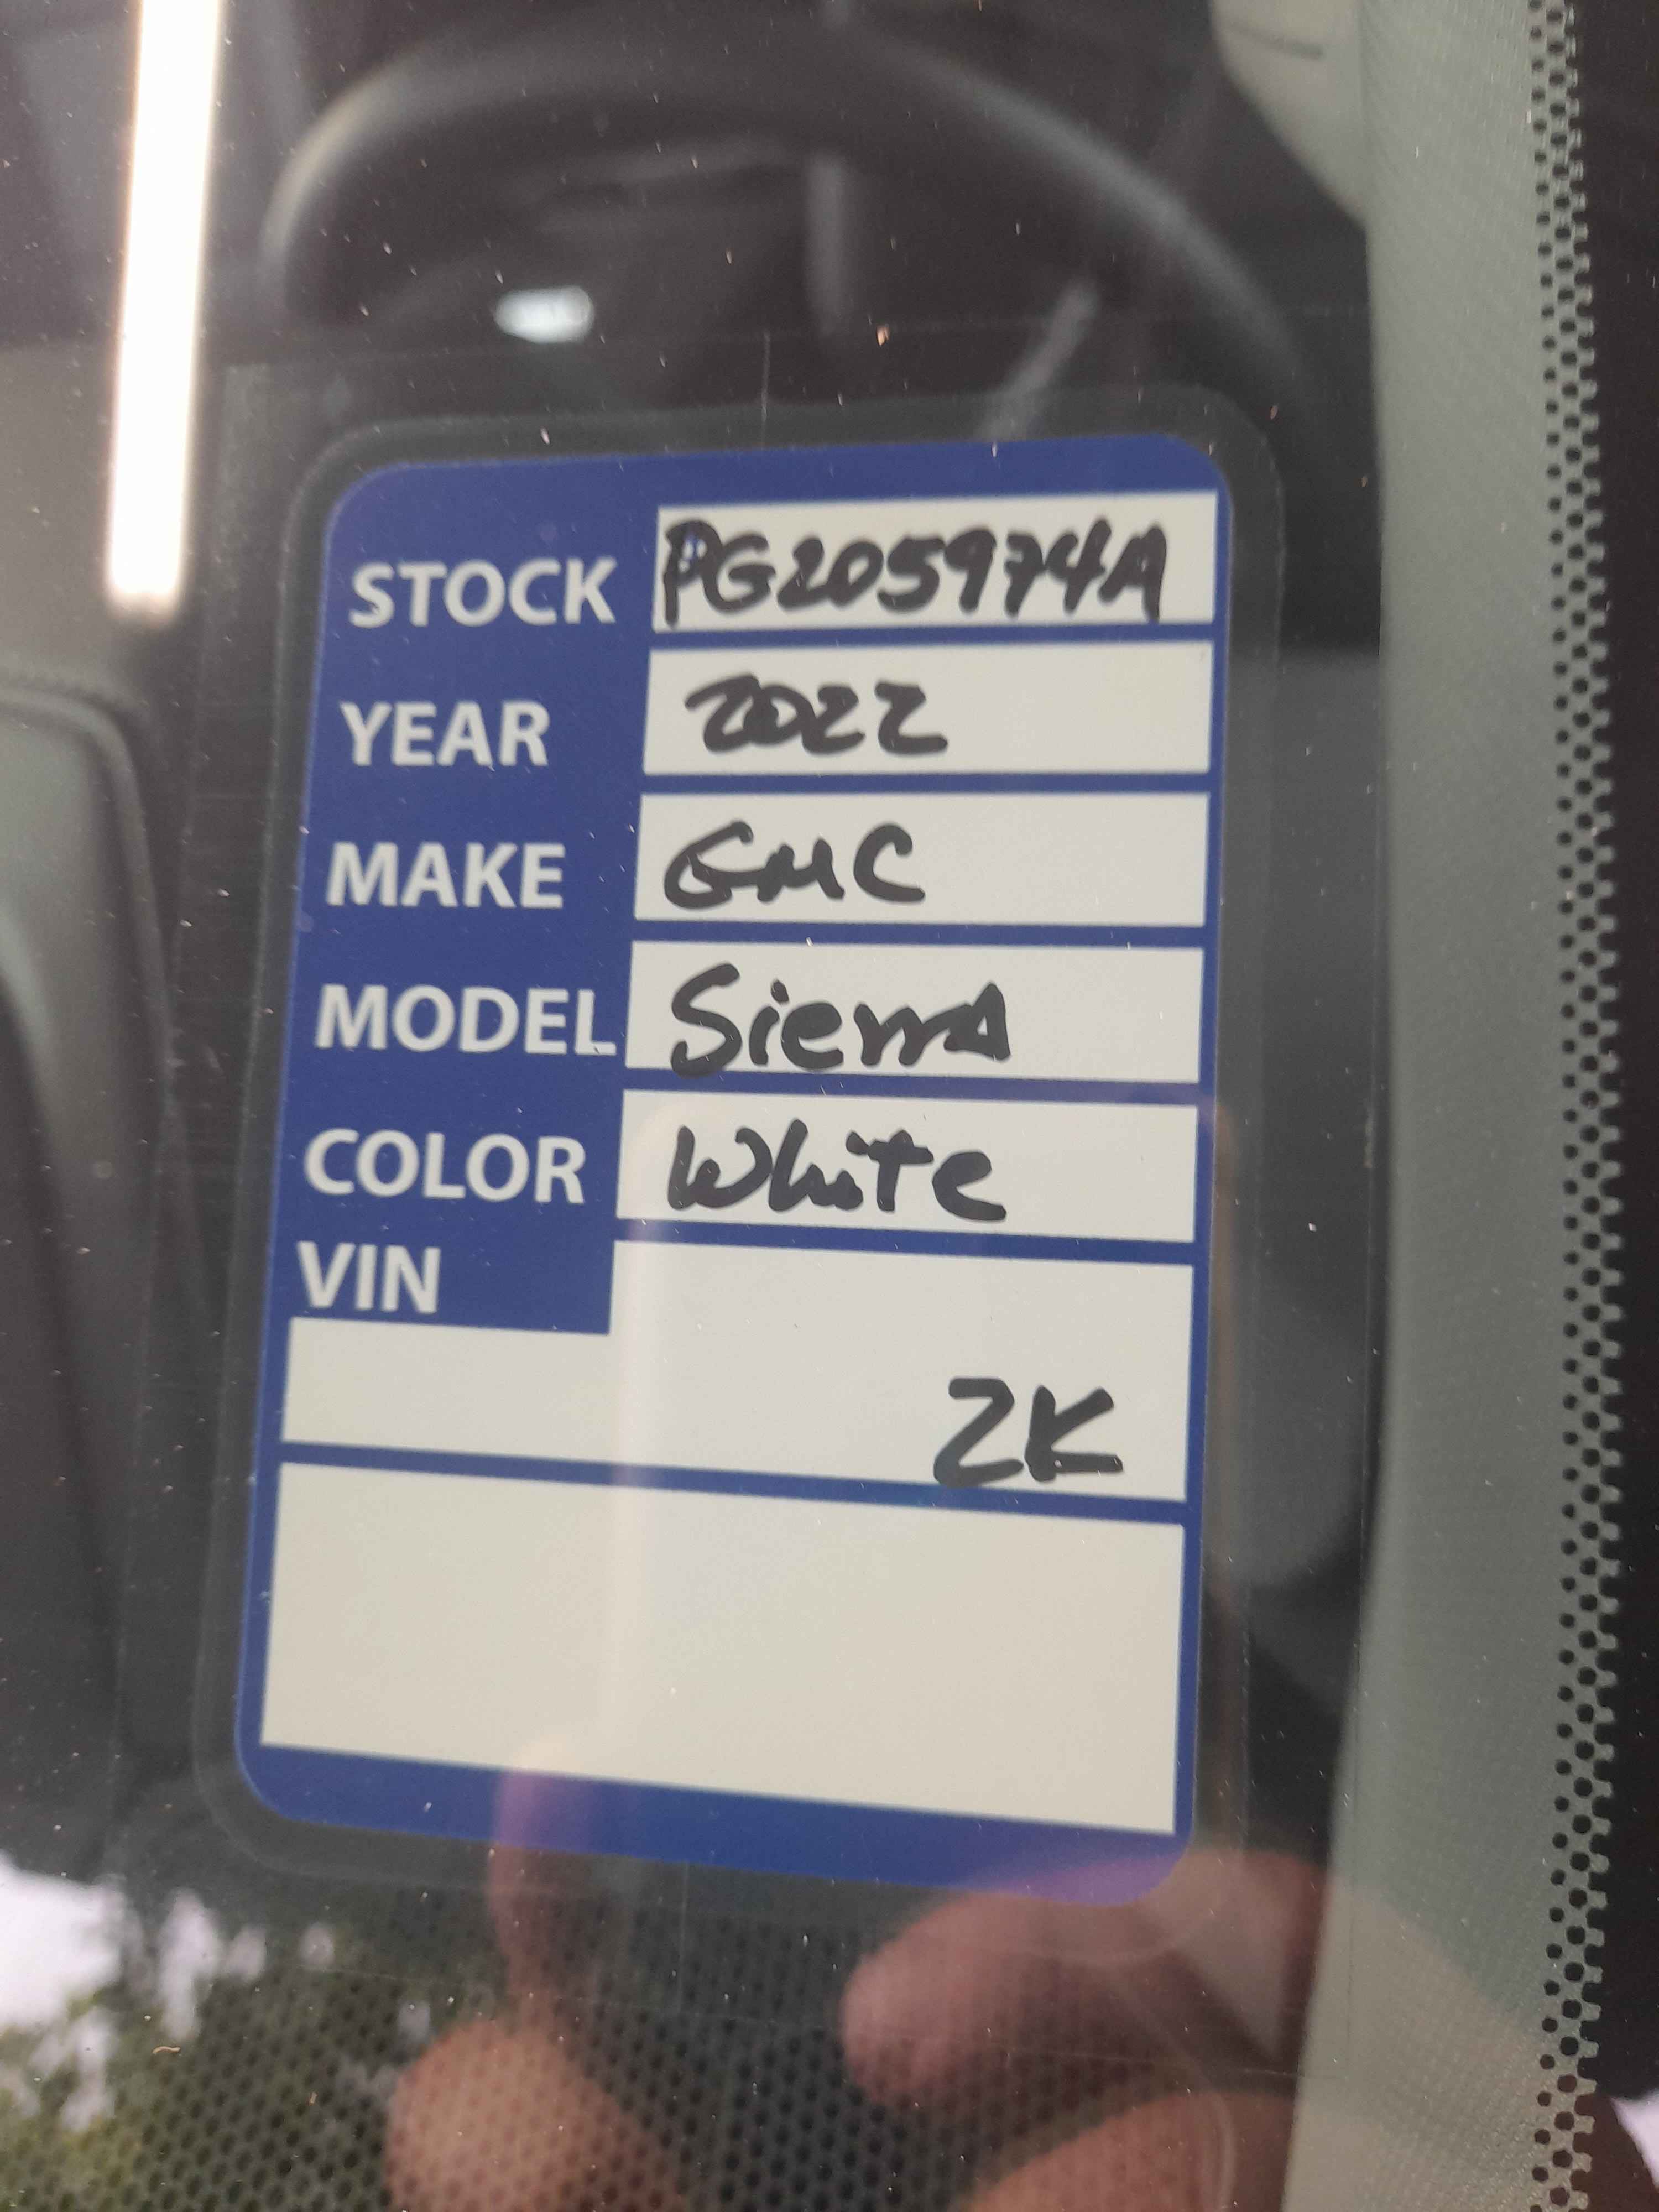 STOCK PG205974A
YEAR 2022
MAKE GMC
MODEL Sierra
COLOR White
VIN
2K